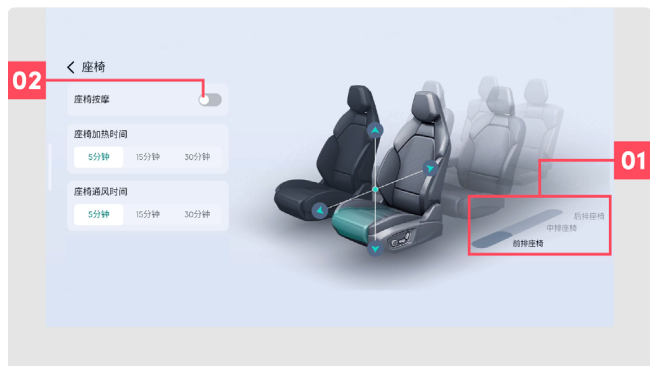 座椅
02
座椅按摩
座椅加热时间
5分钟 15分钟 30分钟
座椅通风时间
5分钟 15分钟 30分钟
01
后排座椅
中排座椅
前排座椅